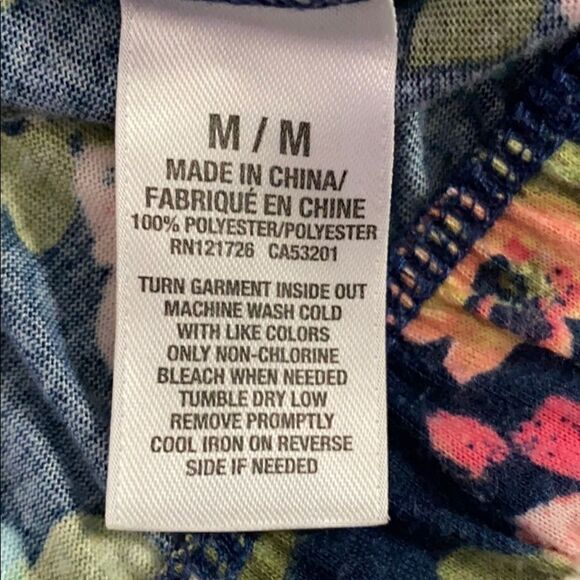 M / M
MADE IN CHINA/
FABRIQUÉ EN CHINE
100% POLYESTER/POLYESTER
RN121726 CA53201
TURN GARMENT INSIDE OUT
MACHINE WASH COLD
WITH LIKE COLORS
ONLY NON-CHLORINE
BLEACH WHEN NEEDED
TUMBLE DRY LOW
REMOVE PROMPTLY
COOL IRON ON REVERSE
SIDE IF NEEDED